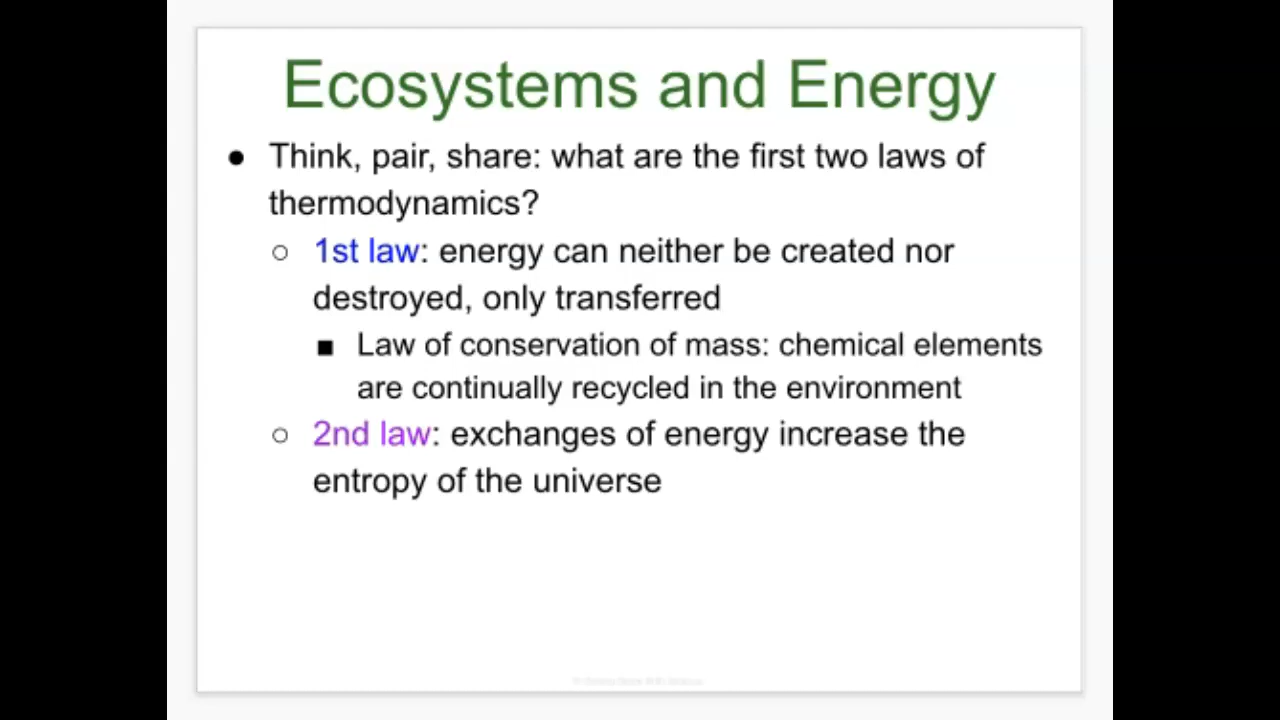 Ecosystems and Energy
● Think, pair, share: what are the first two laws of
thermodynamics?
○ 1st law: energy can neither be created nor
destroyed, only transferred
■ Law of conservation of mass: chemical elements
are continually recycled in the environment
○ 2nd law: exchanges of energy increase the
entropy of the universe